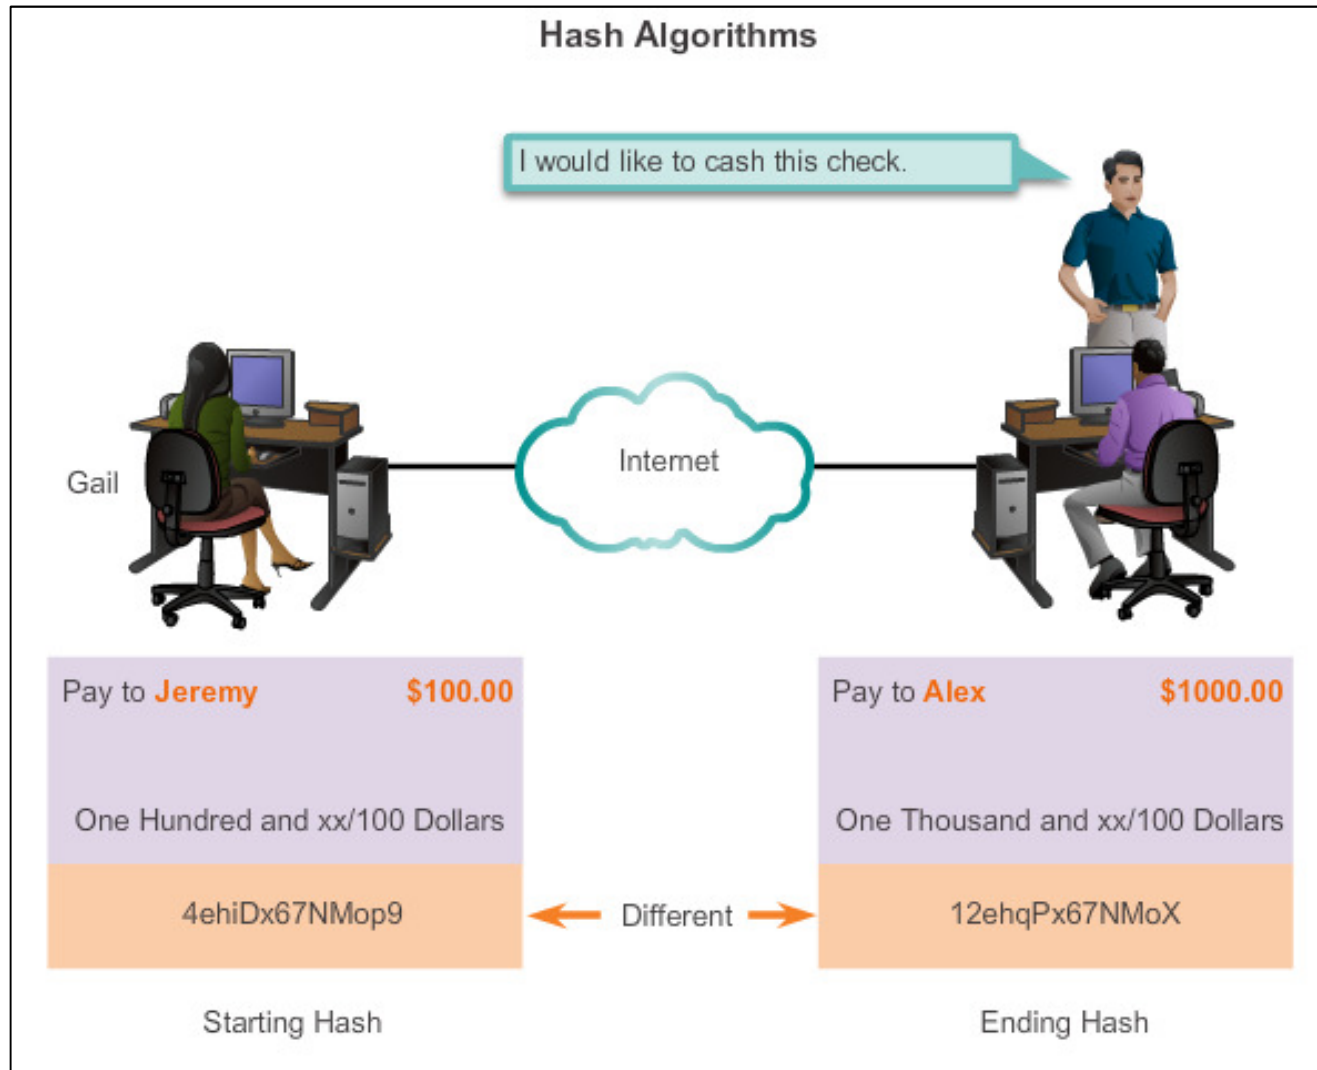 Hash Algorithms
I would like to cash this check.
Gail
Internet
Pay to Jeremy $100.00
One Hundred and xx/100 Dollars
4ehiDx67NMop9
Different
Pay to Alex $1000.00
One Thousand and xx/100 Dollars
12ehqPx67NMoX
Starting Hash
Ending Hash